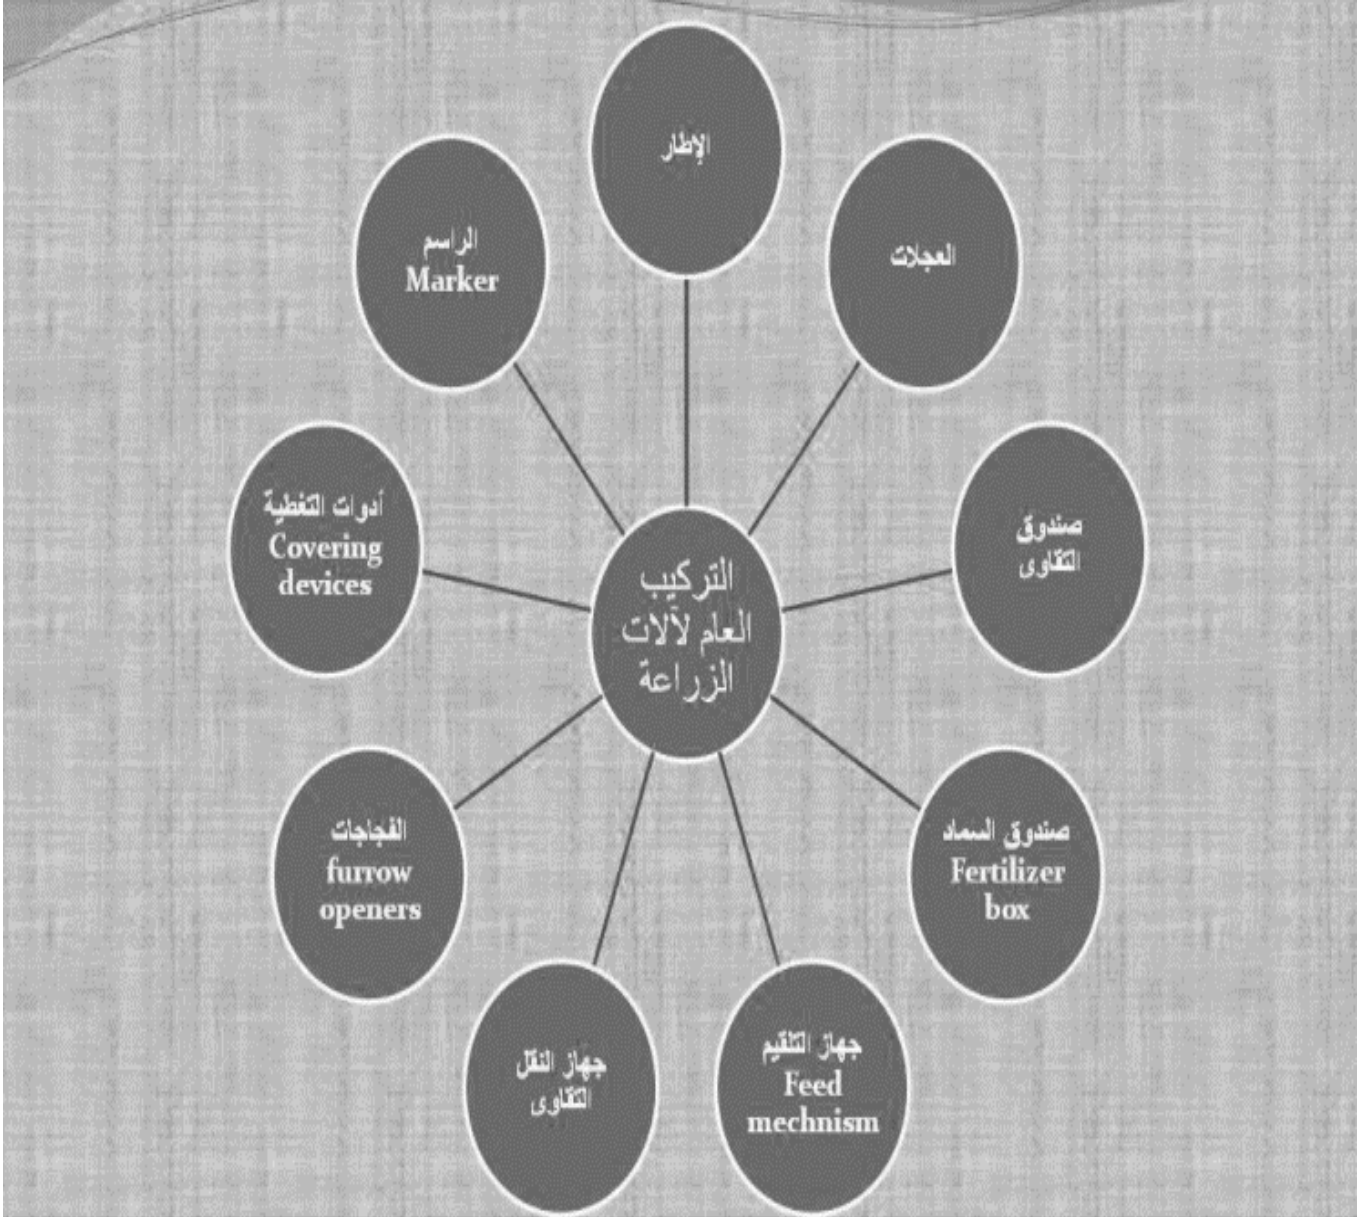 التركيب
العام لآلات
الزراعة
الإطار
العجلات
صندوق
التقاوى
صندوق السماد
Fertilizer
box
جهاز التلقيم
Feed
mechnism
جهاز النقل
التقاوى
الفجاجات
furrow
openers
أدوات التغطية
Covering
devices
الراسم
Marker